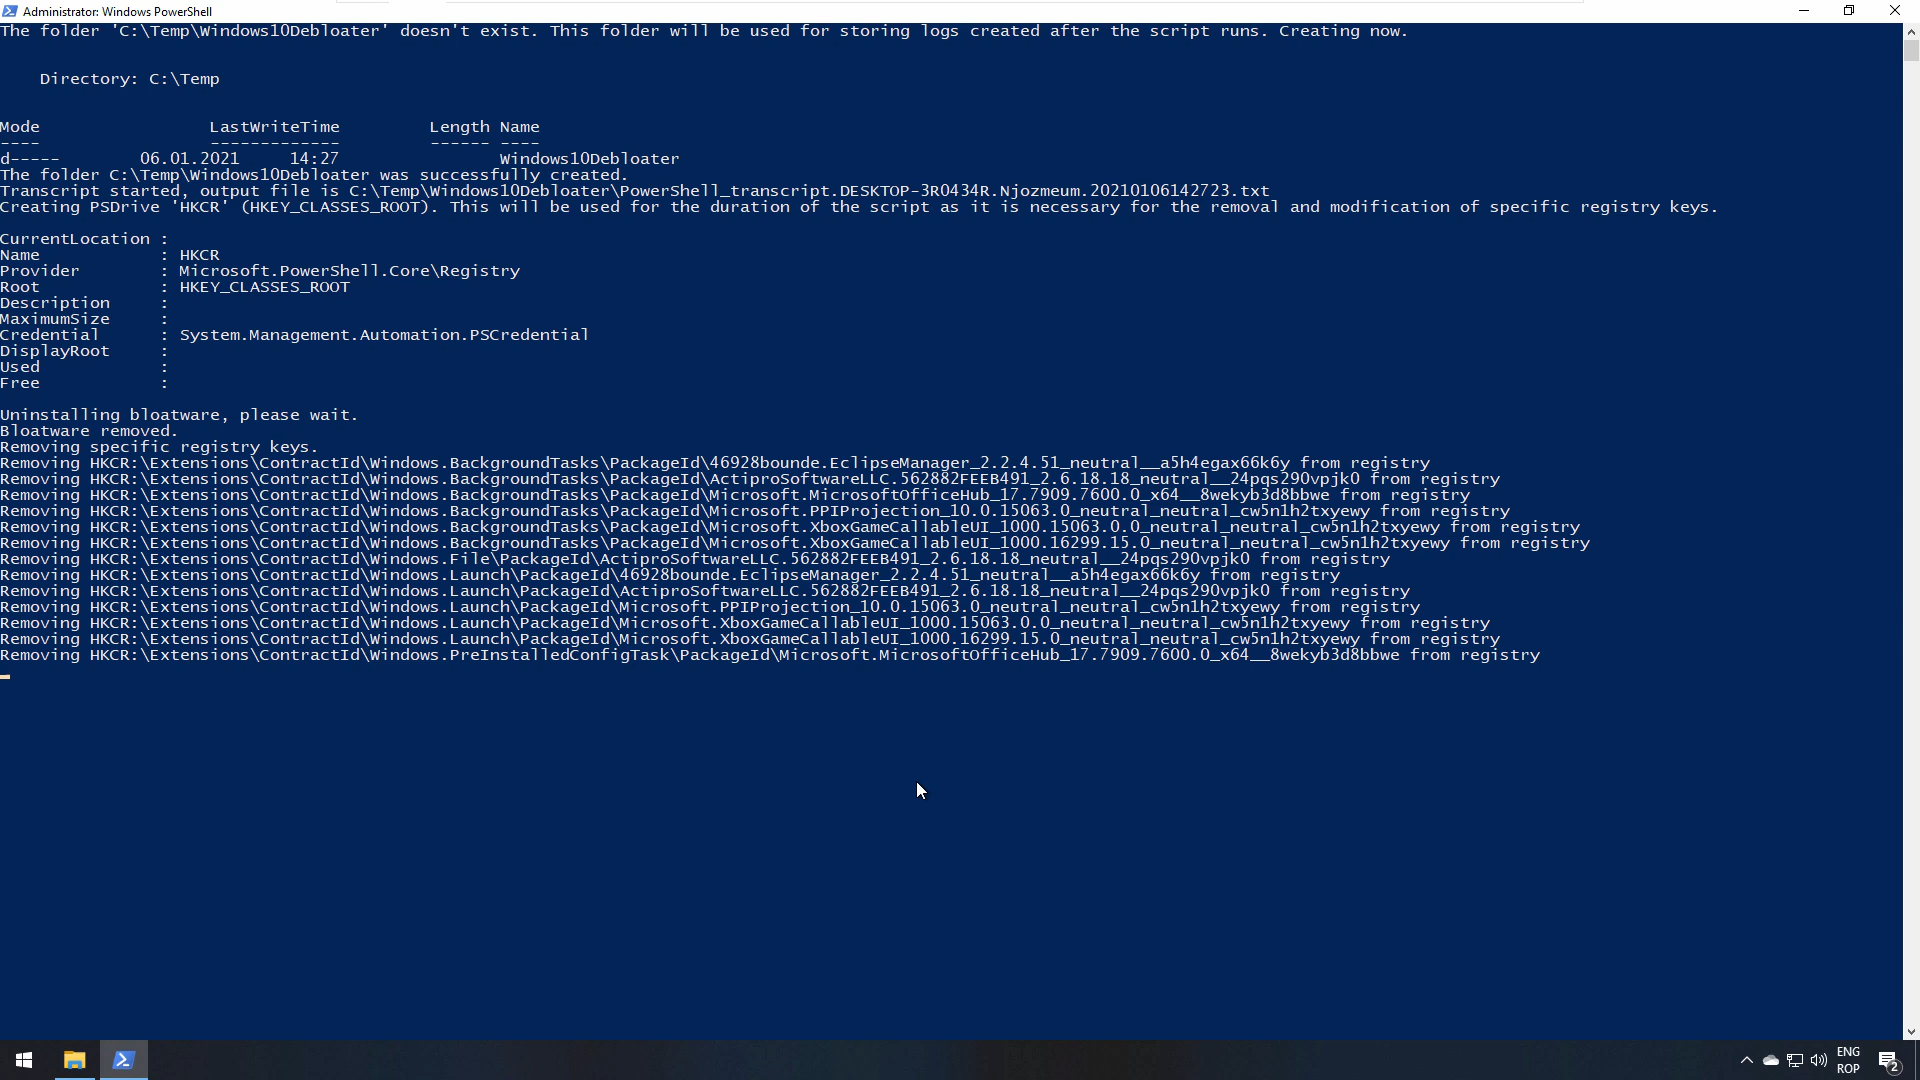 Administrator: Windows PowerShell
The folder 'C:\Temp\Windows10Debloater' doesn't exist. This folder will be used for storing logs created after the script runs. Creating now.
Directory: C:\Temp
Mode LastWriteTime Length Name
---- ------------- ------ ----
d----- 06.01.2021 14:27 Windows10Debloater
The folder C:\Temp\Windows10Debloater was successfully created.
Transcript started, output file is C:\Temp\Windows10Debloater\PowerShell_transcript.DESKTOP-3R0434R.Njozmeum.20210106142723.txt
Creating PSDrive 'HKCR' (HKEY_CLASSES_ROOT). This will be used for the duration of the script as it is necessary for the removal and modification of specific registry keys.
CurrentLocation :
Name : HKCR
Provider : Microsoft.PowerShell.Core\Registry
Root : HKEY_CLASSES_ROOT
Description :
MaximumSize :
Credential : System.Management.Automation.PSCredential
DisplayRoot :
Used :
Free :
Uninstalling bloatware, please wait.
Bloatware removed.
Removing specific registry keys.
Removing HKCR:\Extensions\ContractId\Windows.BackgroundTasks\PackageId\46928bounde.EclipseManager_2.2.4.51_neutral__a5h4egax66k6y from registry
Removing HKCR:\Extensions\ContractId\Windows.BackgroundTasks\PackageId\ActiproSoftwareLLC.562882FEEB491_2.6.18.18_neutral__24pqs290vpjk0 from registry
Removing HKCR:\Extensions\ContractId\Windows.BackgroundTasks\PackageId\Microsoft.MicrosoftOfficeHub_17.7909.7600.0_x64__8wekyb3d8bbwe from registry
Removing HKCR:\Extensions\ContractId\Windows.BackgroundTasks\PackageId\Microsoft.PPIProjection_10.0.15063.0_neutral_neutral_cw5n1h2txyewy from registry
Removing HKCR:\Extensions\ContractId\Windows.BackgroundTasks\PackageId\Microsoft.XboxGameCallableUI_1000.15063.0.0_neutral_neutral_cw5n1h2txyewy from registry
Removing HKCR:\Extensions\ContractId\Windows.BackgroundTasks\PackageId\Microsoft.XboxGameCallableUI_1000.16299.15.0_neutral_neutral_cw5n1h2txyewy from registry
Removing HKCR:\Extensions\ContractId\Windows.File\PackageId\ActiproSoftwareLLC.562882FEEB491_2.6.18.18_neutral__24pqs290vpjk0 from registry
Removing HKCR:\Extensions\ContractId\Windows.Launch\PackageId\46928bounde.EclipseManager_2.2.4.51_neutral__a5h4egax66k6y from registry
Removing HKCR:\Extensions\ContractId\Windows.Launch\PackageId\ActiproSoftwareLLC.562882FEEB491_2.6.18.18_neutral__24pqs290vpjk0 from registry
Removing HKCR:\Extensions\ContractId\Windows.Launch\PackageId\Microsoft.PPIProjection_10.0.15063.0_neutral_neutral_cw5n1h2txyewy from registry
Removing HKCR:\Extensions\ContractId\Windows.Launch\PackageId\Microsoft.XboxGameCallableUI_1000.15063.0.0_neutral_neutral_cw5n1h2txyewy from registry
Removing HKCR:\Extensions\ContractId\Windows.Launch\PackageId\Microsoft.XboxGameCallableUI_1000.16299.15.0_neutral_neutral_cw5n1h2txyewy from registry
Removing HKCR:\Extensions\ContractId\Windows.PreInstalledConfigTask\PackageId\Microsoft.MicrosoftOfficeHub_17.7909.7600.0_x64__8wekyb3d8bbwe from registry
ENG
ROP
2